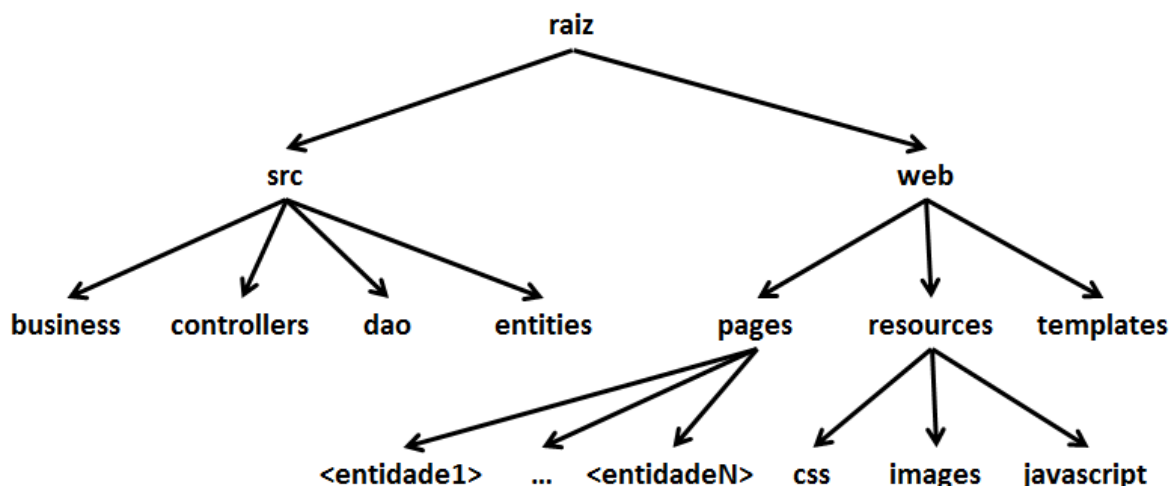 raiz
src web
business controllers dao entities pages resources templates
<entidade1> ... <entidadeN> css images javascript